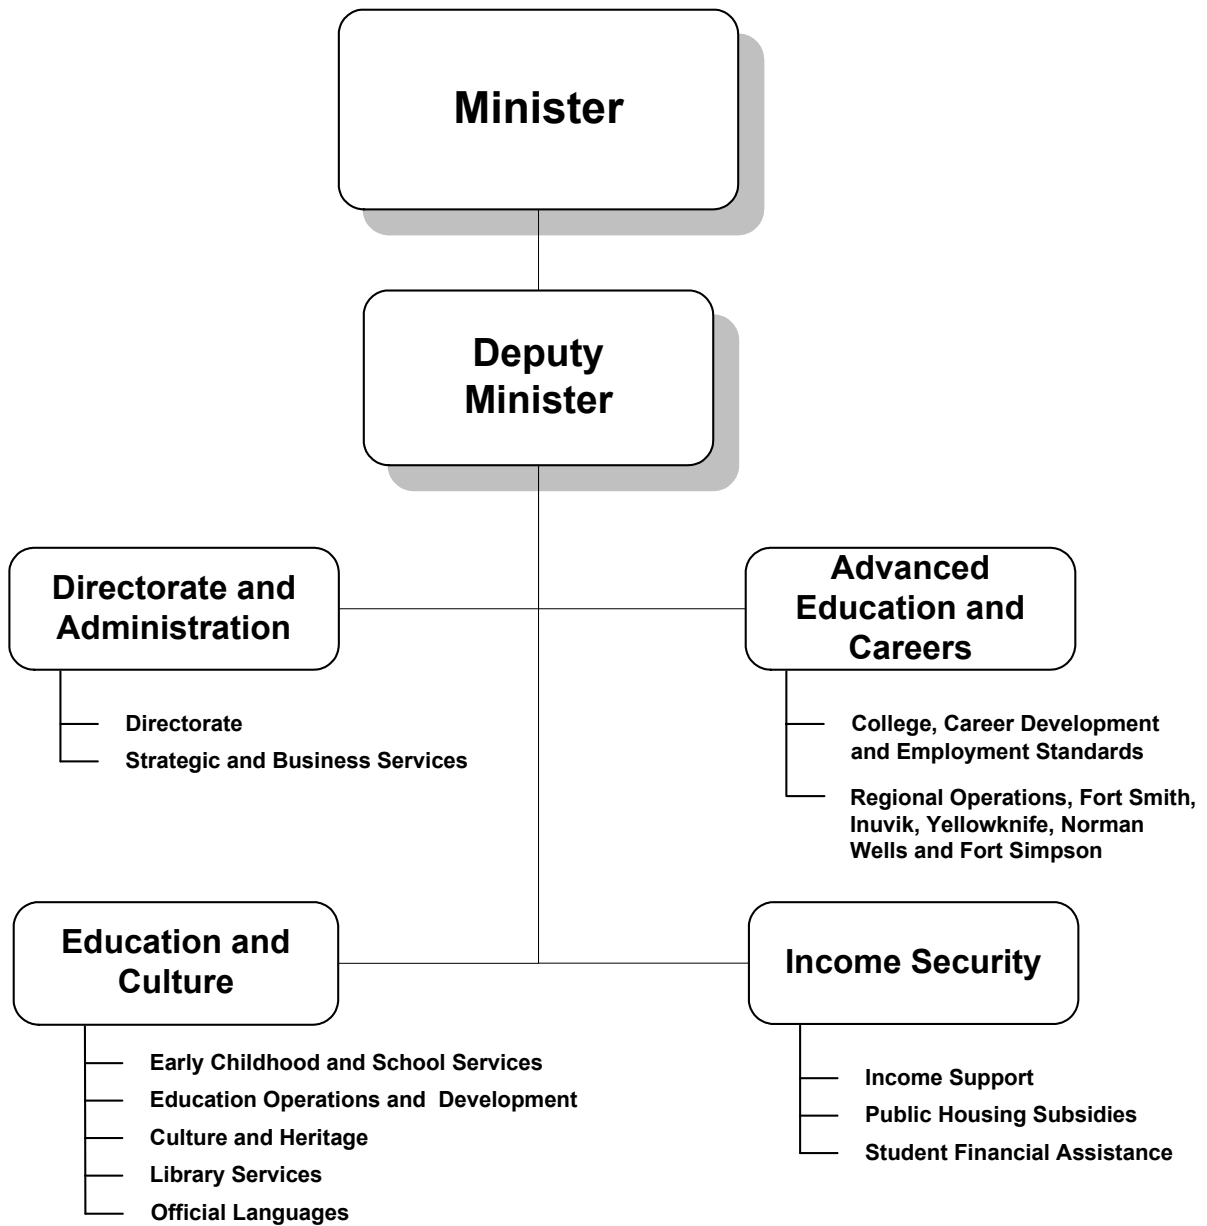 Minister
Deputy
Minister
Directorate and
Administration
Directorate
Strategic and Business Services
Advanced
Education and
Careers
College, Career Development
and Employment Standards
Regional Operations, Fort Smith,
Inuvik, Yellowknife, Norman
Wells and Fort Simpson
Education and
Culture
Early Childhood and School Services
Education Operations and  Development
Culture and Heritage
Library Services
Official Languages
Income Security
Income Support
Public Housing Subsidies
Student Financial Assistance